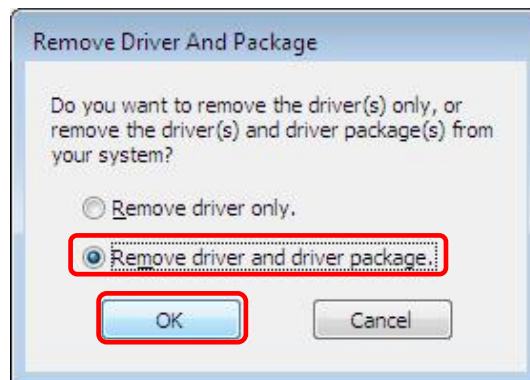 Remove Driver And Package
Do you want to remove the driver(s) only, or
remove the driver(s) and driver package(s) from
your system?
Remove driver only.
Remove driver and driver package.
OK
Cancel